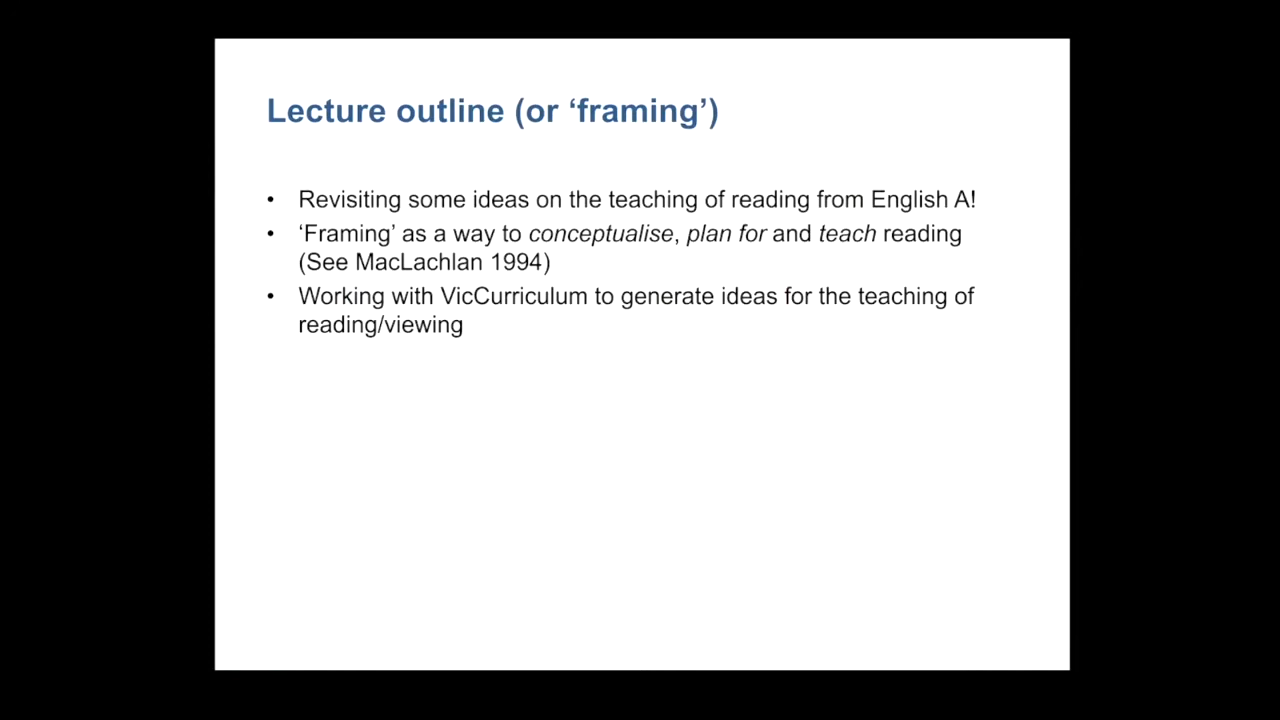 Lecture outline (or ‘framing’)
• Revisiting some ideas on the teaching of reading from English A!
• ‘Framing’ as a way to conceptualise, plan for and teach reading
(See MacLachlan 1994)
• Working with VicCurriculum to generate ideas for the teaching of
reading/viewing